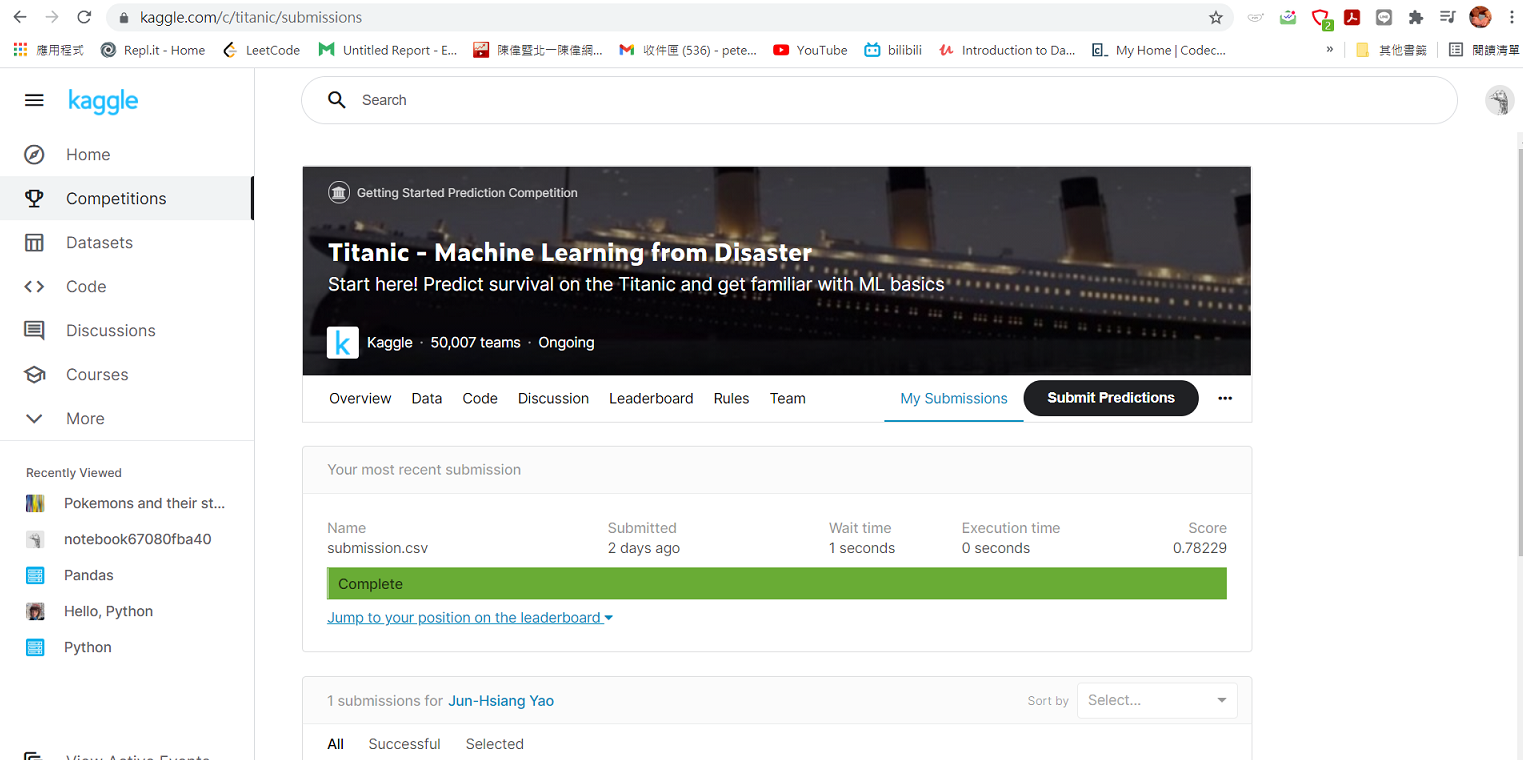 kaggle.com/c/titanic/submissions
2
應用程式 Repl.it - Home LeetCode Untitled Report - E... 陳偉暨北一陳偉網... 收件匣 (536) - pete... YouTube bilibili Introduction to Da... My Home | Codec... » 其他書籤 閱讀清單
kaggle
Search
Home
Competitions
Datasets
Code
Discussions
Courses
More
Recently Viewed
Pokemons and their st...
notebook67080fba40
Pandas
Hello, Python
Python
View Active Events
Getting Started Prediction Competition
Titanic - Machine Learning from Disaster
Start here! Predict survival on the Titanic and get familiar with ML basics
k Kaggle · 50,007 teams · Ongoing
Overview Data Code Discussion Leaderboard Rules Team My Submissions Submit Predictions
Your most recent submission
Name Submitted Wait time Execution time Score
submission.csv 2 days ago 1 seconds 0 seconds 0.78229
Complete
Jump to your position on the leaderboard
1 submissions for Jun-Hsiang Yao Sort by Select...
All Successful Selected